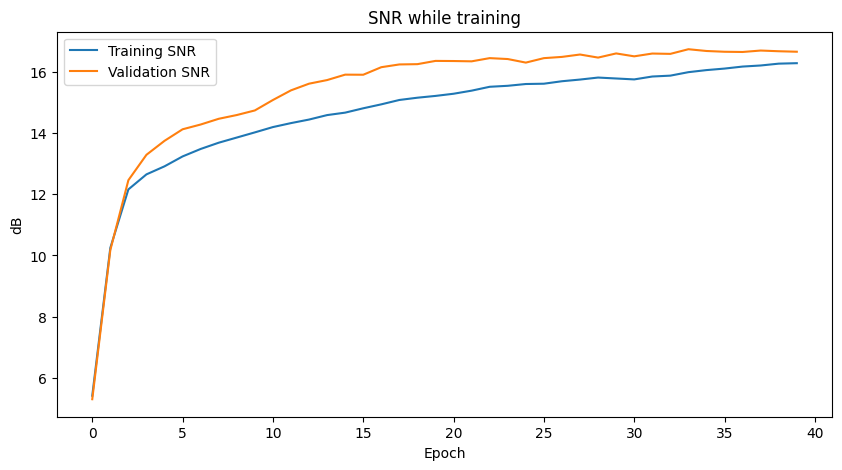 SNR while training
Training SNR
Validation SNR
dB
16
14
12
10
8
6
0 5 10 15 20 25 30 35 40
Epoch